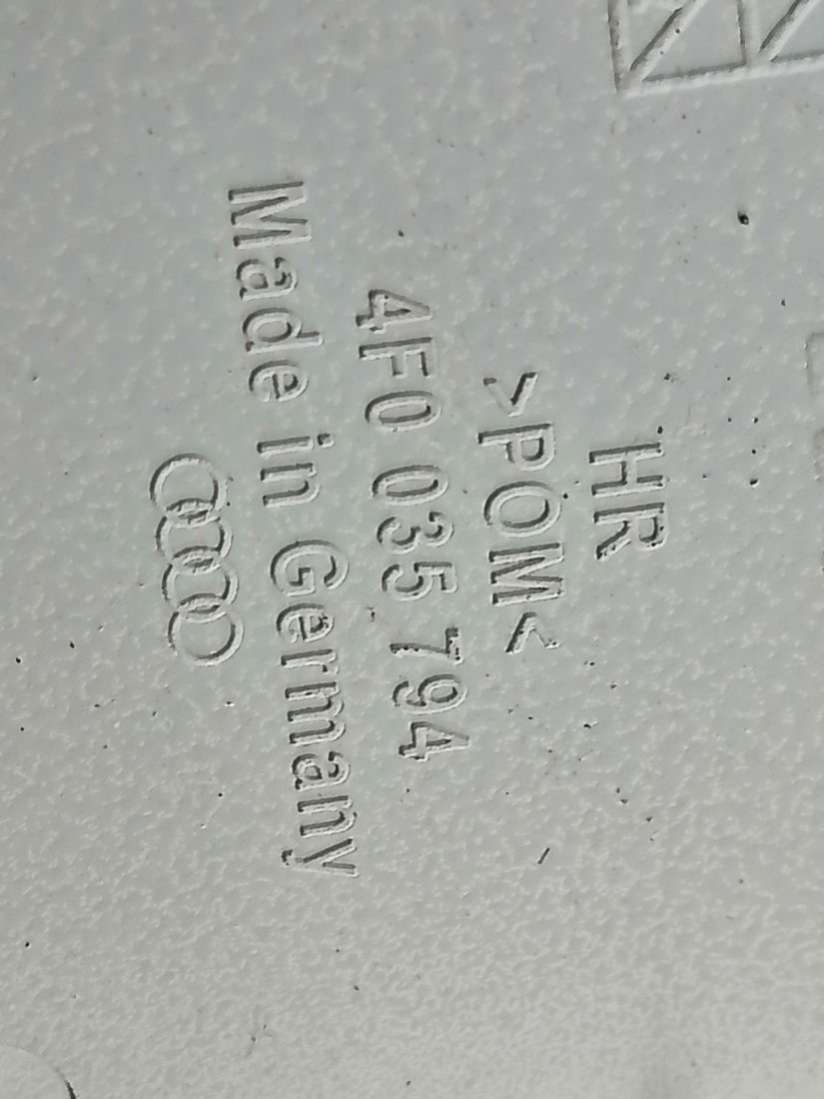 HR
>POM<
4F0 035 794
Made in Germany